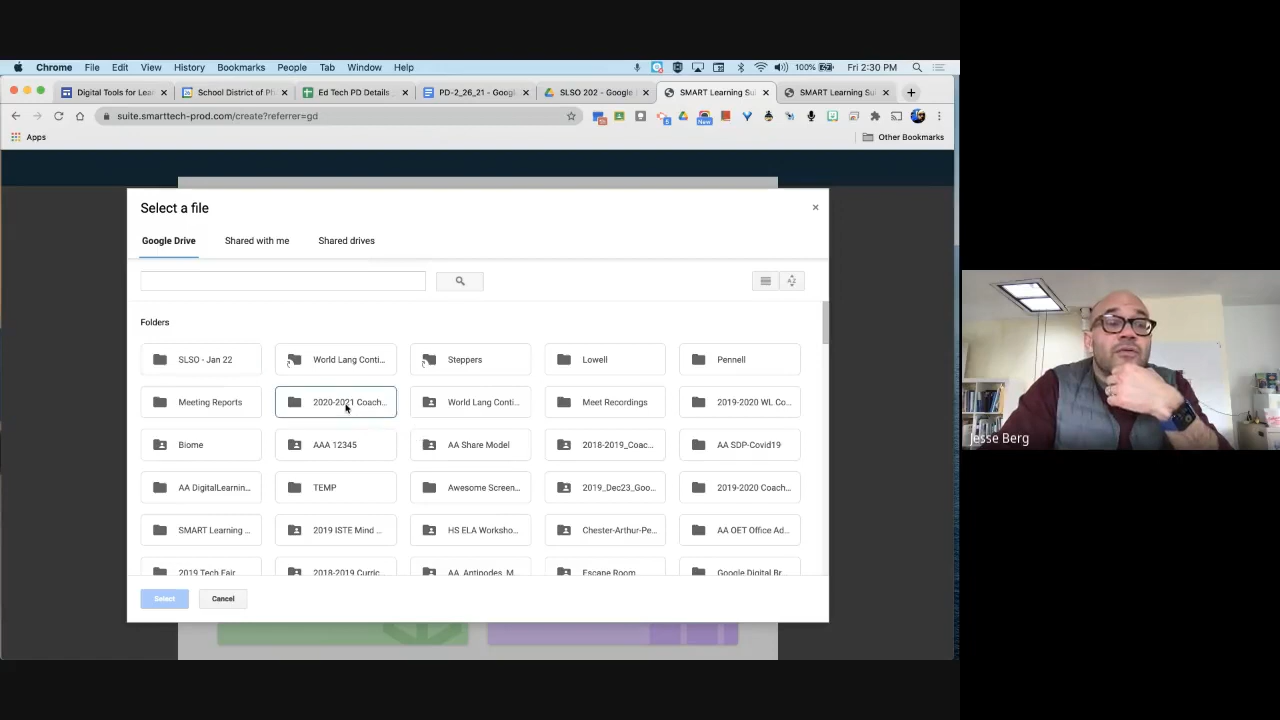 Chrome File Edit View History Bookmarks People Tab Window Help 100% Fri 2:30 PM
Digital Tools for Lear School District of Ph Ed Tech PD Details PD-2_26_21 - Googl SLSO 202 - Google SMART Learning Sui SMART Learning Sui
suite.smarttech-prod.com/create?referrer=gd
Apps Other Bookmarks
Select a file
Google Drive Shared with me Shared drives
Folders
SLSO - Jan 22 World Lang Conti... Steppers Lowell Pennell
Meeting Reports 2020-2021 Coach... World Lang Conti... Meet Recordings 2019-2020 WL Co...
Biome AAA 12345 AA Share Model 2018-2019_Coac... AA SDP-Covid19
AA DigitalLearnin... TEMP Awesome Screen... 2019_Dec23_Goo... 2019-2020 Coach...
SMART Learning ... 2019 ISTE Mind ... HS ELA Worksho... Chester-Arthur-Pe... AA OET Office Ad...
2019 Tech Fair 2018-2019 Curric... AA_Antipodes_M... Escape Room Google Digital Br...
Select Cancel
Jesse Berg